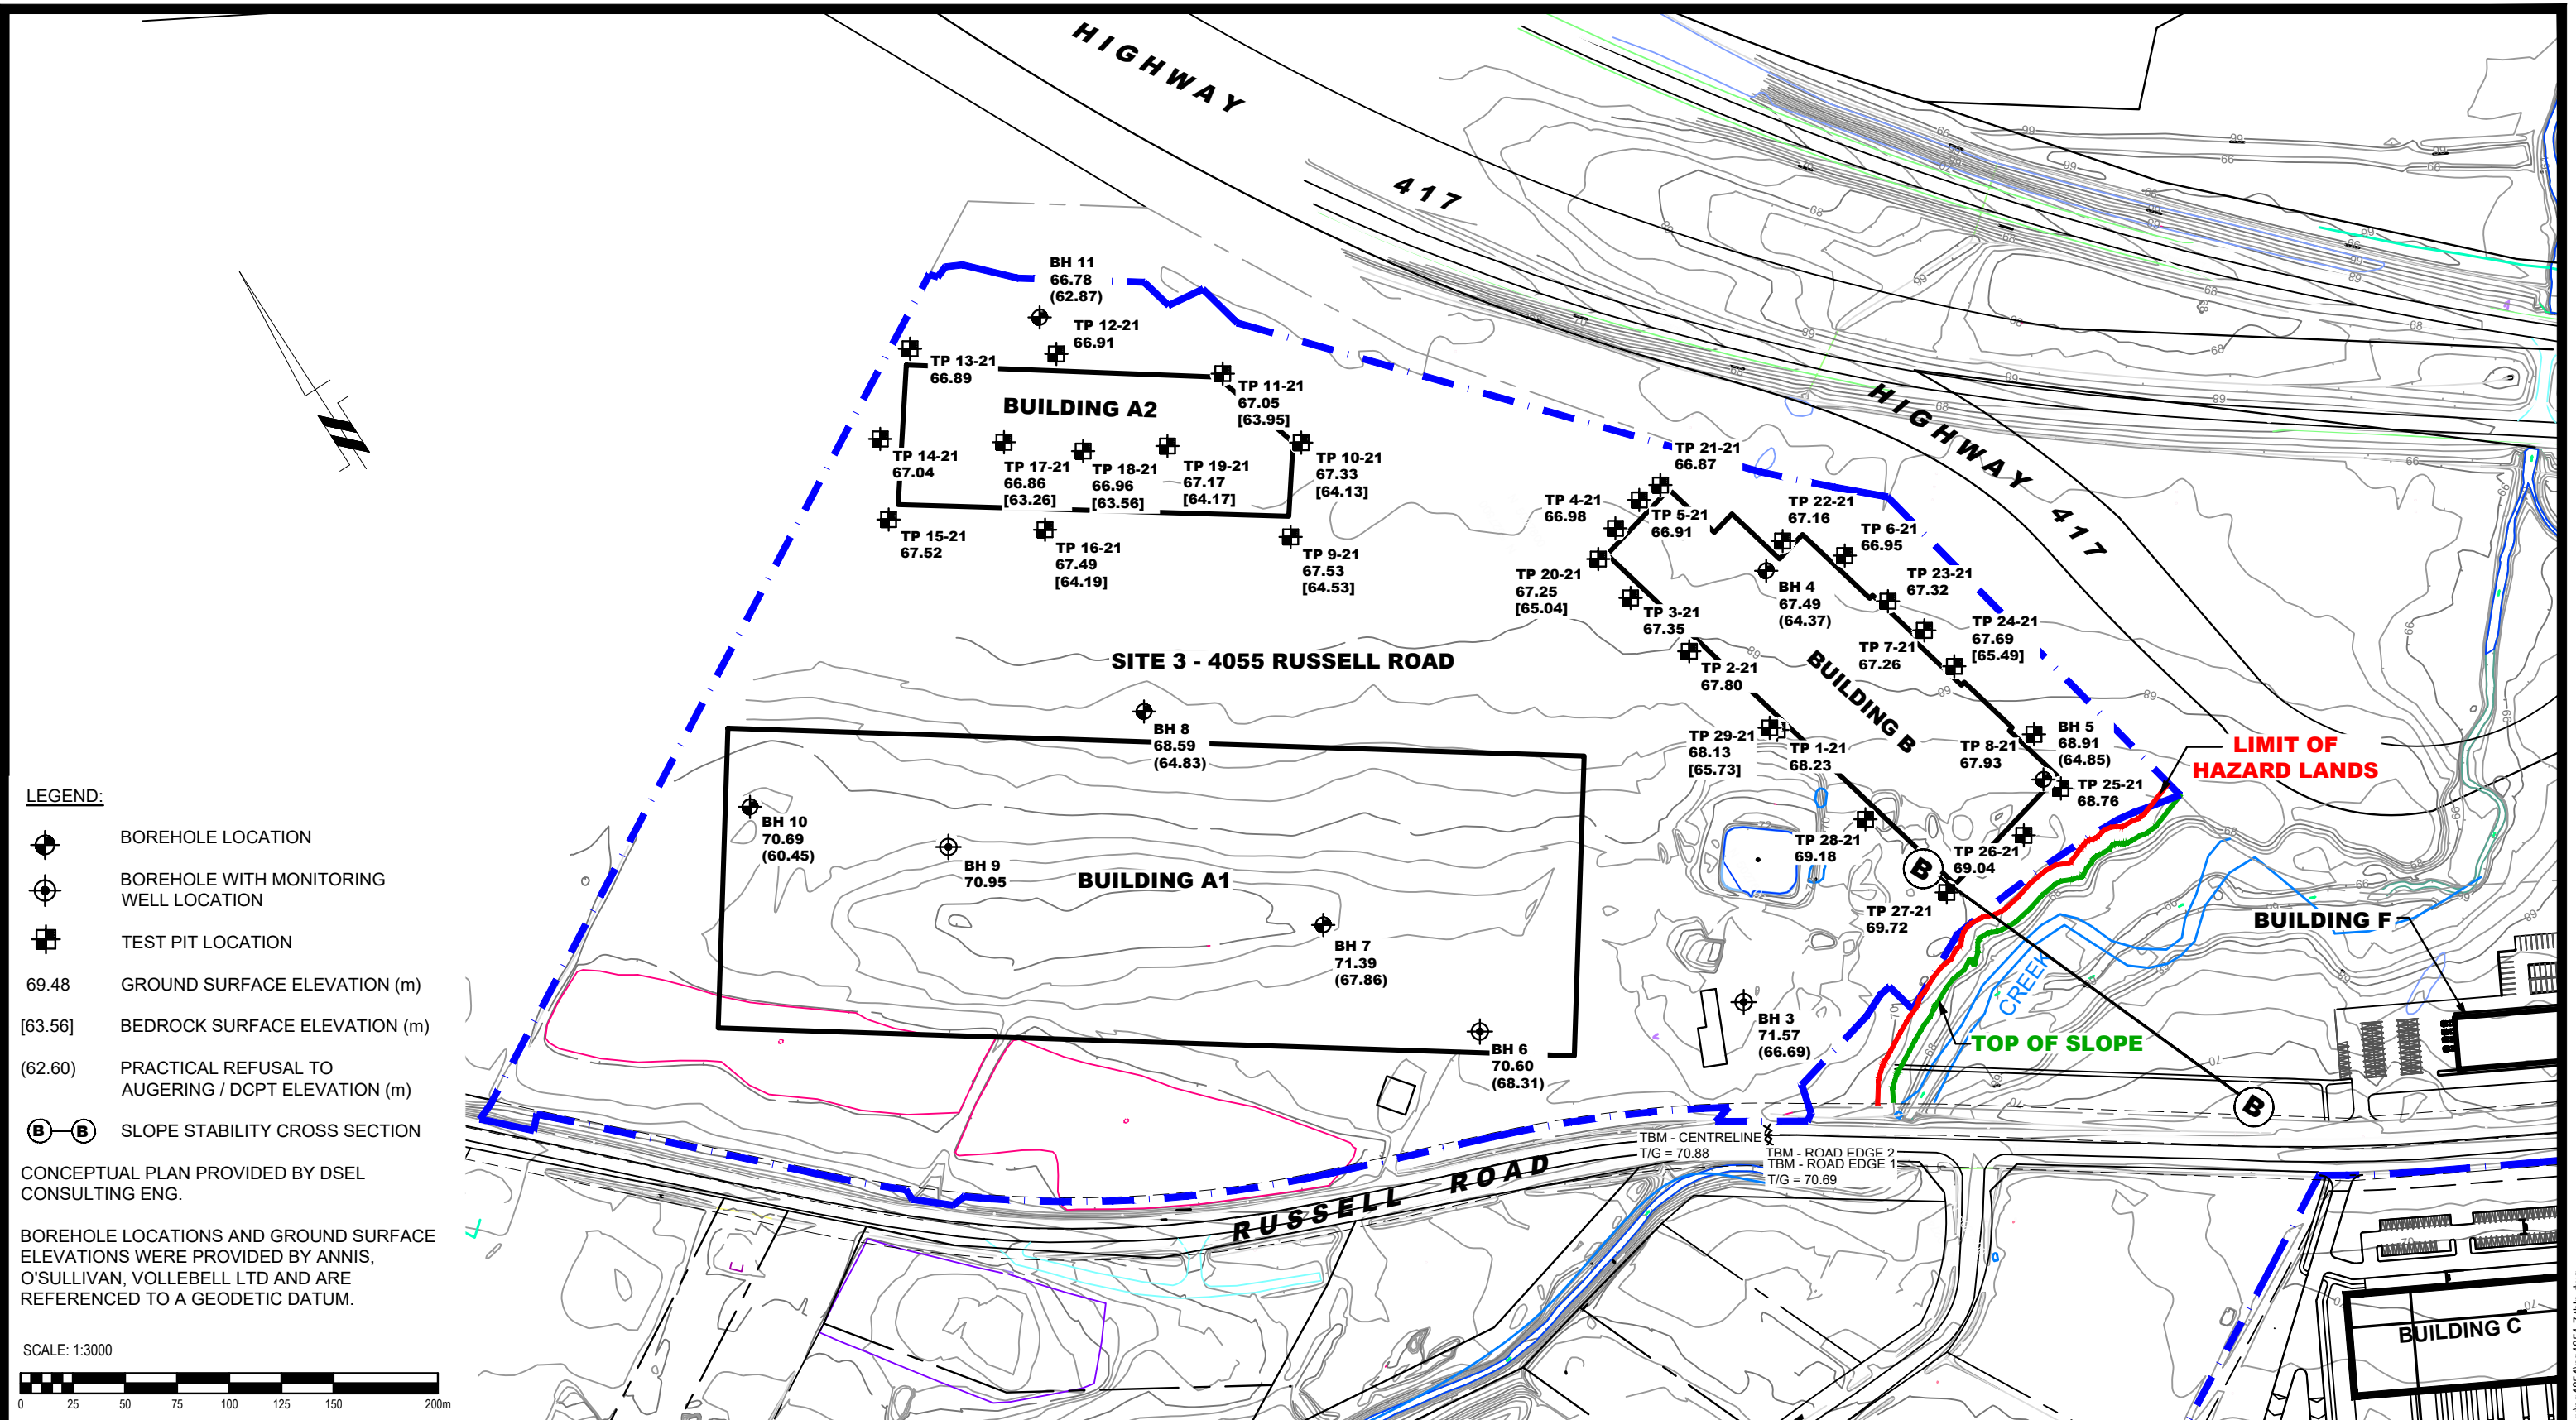 HIGHWAY
417
HIGHWAY 417
BH 11
66.78
(62.87)
TP 12-21
66.91
TP 13-21
66.89
TP 11-21
67.05
[63.95]
BUILDING A2
TP 14-21
67.04
TP 17-21
66.86
[63.26]
TP 18-21
66.96
[63.56]
TP 19-21
67.17
[64.17]
TP 10-21
67.33
[64.13]
TP 15-21
67.52
TP 16-21
67.49
[64.19]
TP 9-21
67.53
[64.53]
TP 21-21
66.87
TP 4-21
66.98
TP 5-21
66.91
TP 22-21
67.16
TP 6-21
66.95
TP 20-21
67.25
[65.04]
TP 3-21
67.35
BH 4
67.49
(64.37)
TP 23-21
67.32
TP 24-21
67.69
[65.49]
TP 7-21
67.26
TP 2-21
67.80
BUILDING B
SITE 3 - 4055 RUSSELL ROAD
BH 8
68.59
(64.83)
TP 29-21
68.13
[65.73]
TP 1-21
68.23
TP 8-21
67.93
BH 5
68.91
(64.85)
TP 25-21
68.76
LIMIT OF
HAZARD LANDS
BH 10
70.69
(60.45)
BH 9
70.95
BUILDING A1
BH 7
71.39
(67.86)
TP 28-21
69.18
TP 26-21
69.04
B
TP 27-21
69.72
BUILDING F
BH 3
71.57
(66.69)
BH 6
70.60
(68.31)
CREEK
TOP OF SLOPE
B
TBM - CENTRELINE
T/G = 70.88
TBM - ROAD EDGE 2
TBM - ROAD EDGE 1
T/G = 70.69
RUSSELL ROAD
BUILDING C
LEGEND:
BOREHOLE LOCATION
BOREHOLE WITH MONITORING
WELL LOCATION
TEST PIT LOCATION
69.48 GROUND SURFACE ELEVATION (m)
[63.56] BEDROCK SURFACE ELEVATION (m)
(62.60) PRACTICAL REFUSAL TO
AUGERING / DCPT ELEVATION (m)
B B SLOPE STABILITY CROSS SECTION
CONCEPTUAL PLAN PROVIDED BY DSEL
CONSULTING ENG.
BOREHOLE LOCATIONS AND GROUND SURFACE
ELEVATIONS WERE PROVIDED BY ANNIS,
O'SULLIVAN, VOLLEBELL LTD AND ARE
REFERENCED TO A GEODETIC DATUM.
SCALE: 1:3000
0 25 50 75 100 125 150 200m